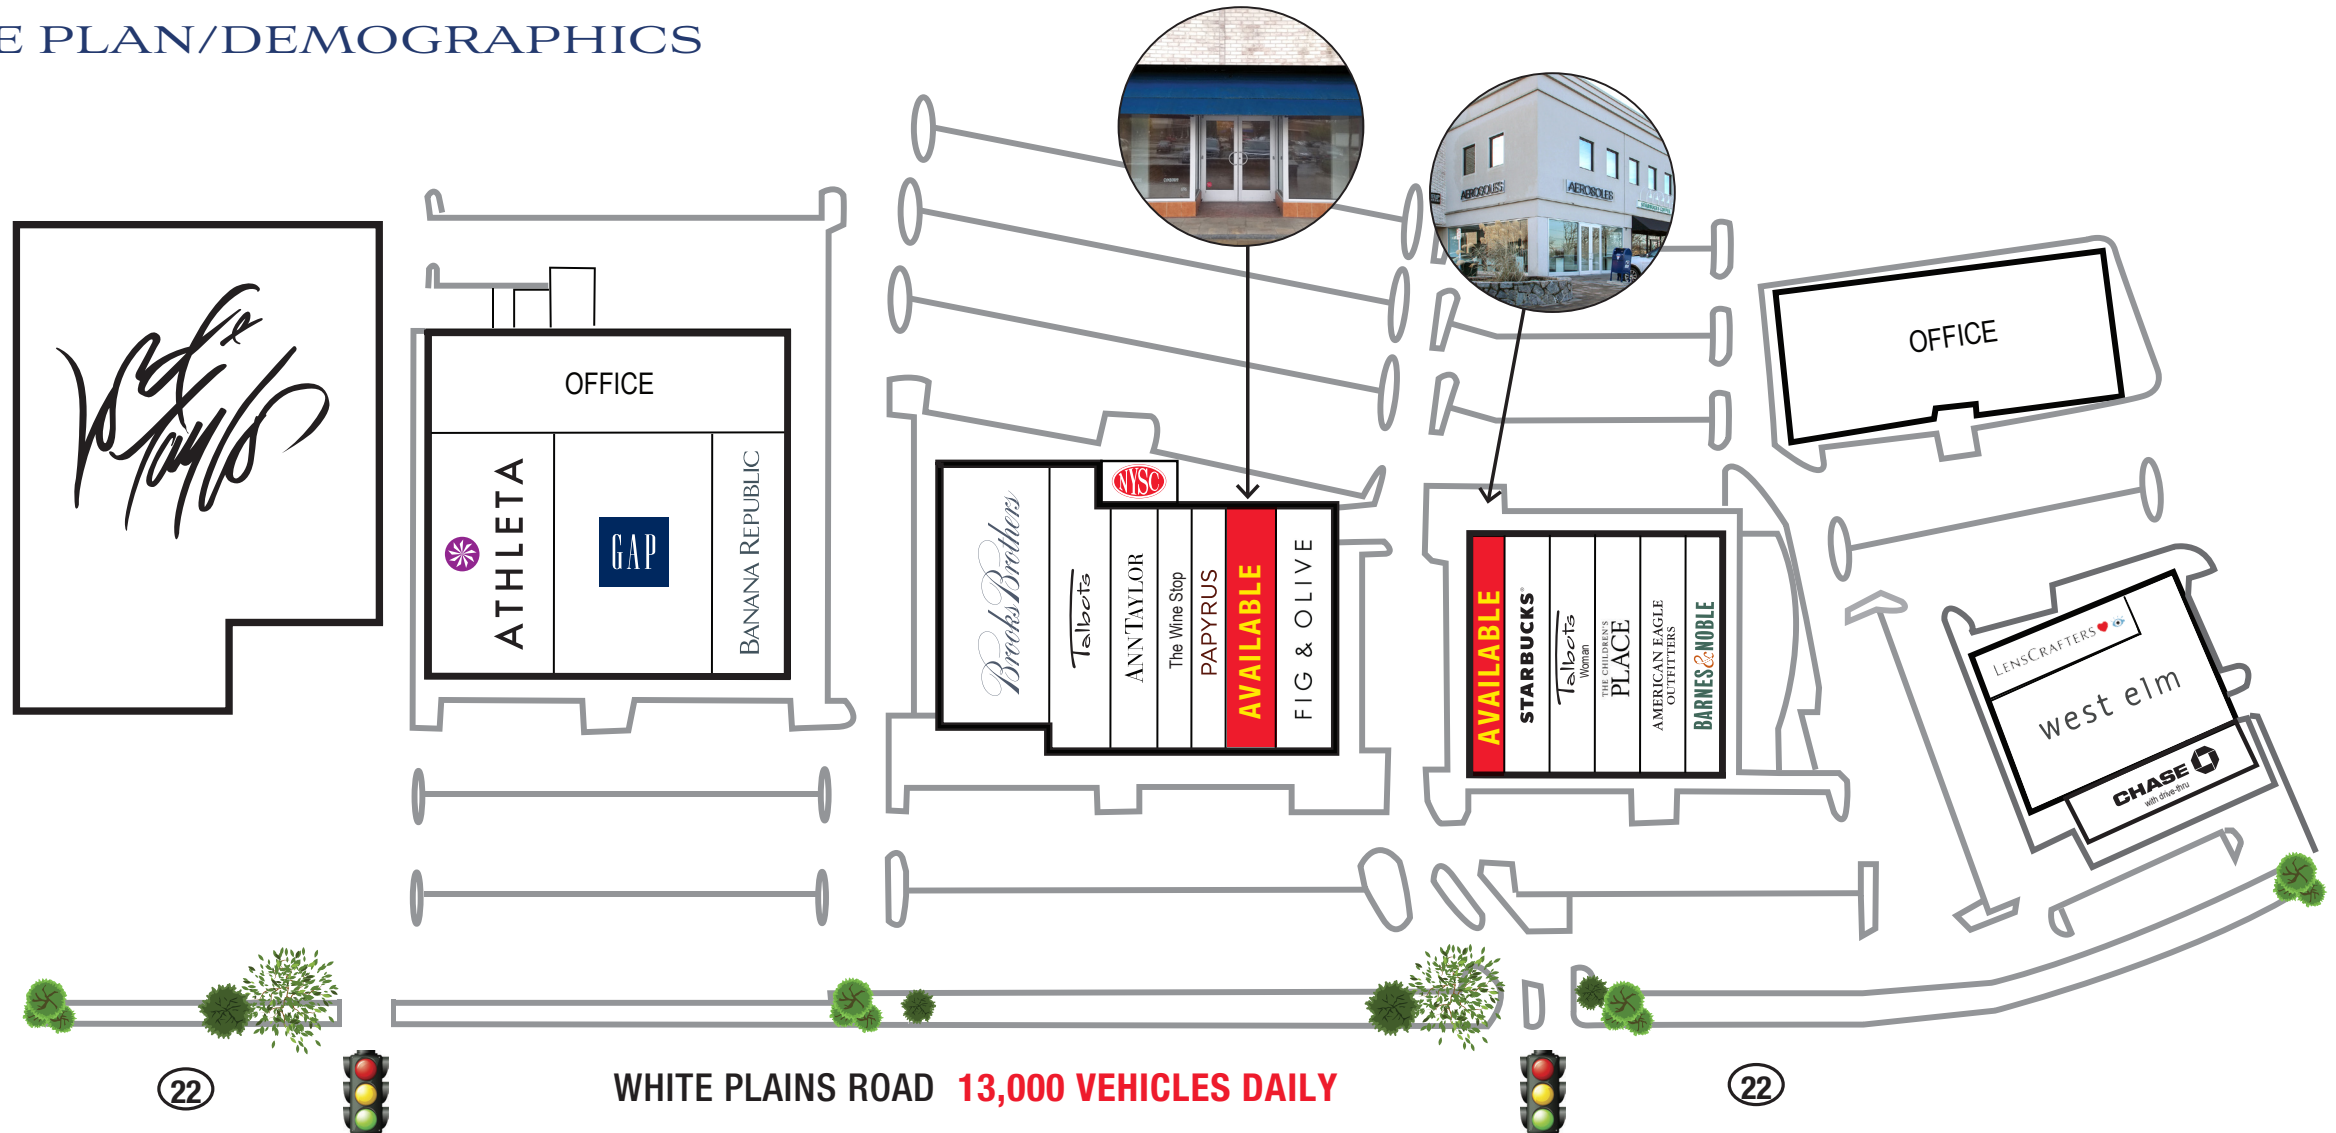 E PLAN/DEMOGRAPHICS
AEROSOLES
AEROSOLES
Lord &
Taylor
OFFICE
ATHLETA
GAP
BANANA REPUBLIC
Brooks Brothers
Talbots
NYSC
ANN TAYLOR
The Wine Stop
PAPYRUS
AVAILABLE
FIG & OLIVE
AVAILABLE
STARBUCKS
Talbots
Woman
THE CHILDREN'S
PLACE
AMERICAN EAGLE
OUTFITTERS
BARNES&NOBLE
OFFICE
LENSCRAFTERS
west elm
CHASE
with drive-thru
22
WHITE PLAINS ROAD 13,000 VEHICLES DAILY
22